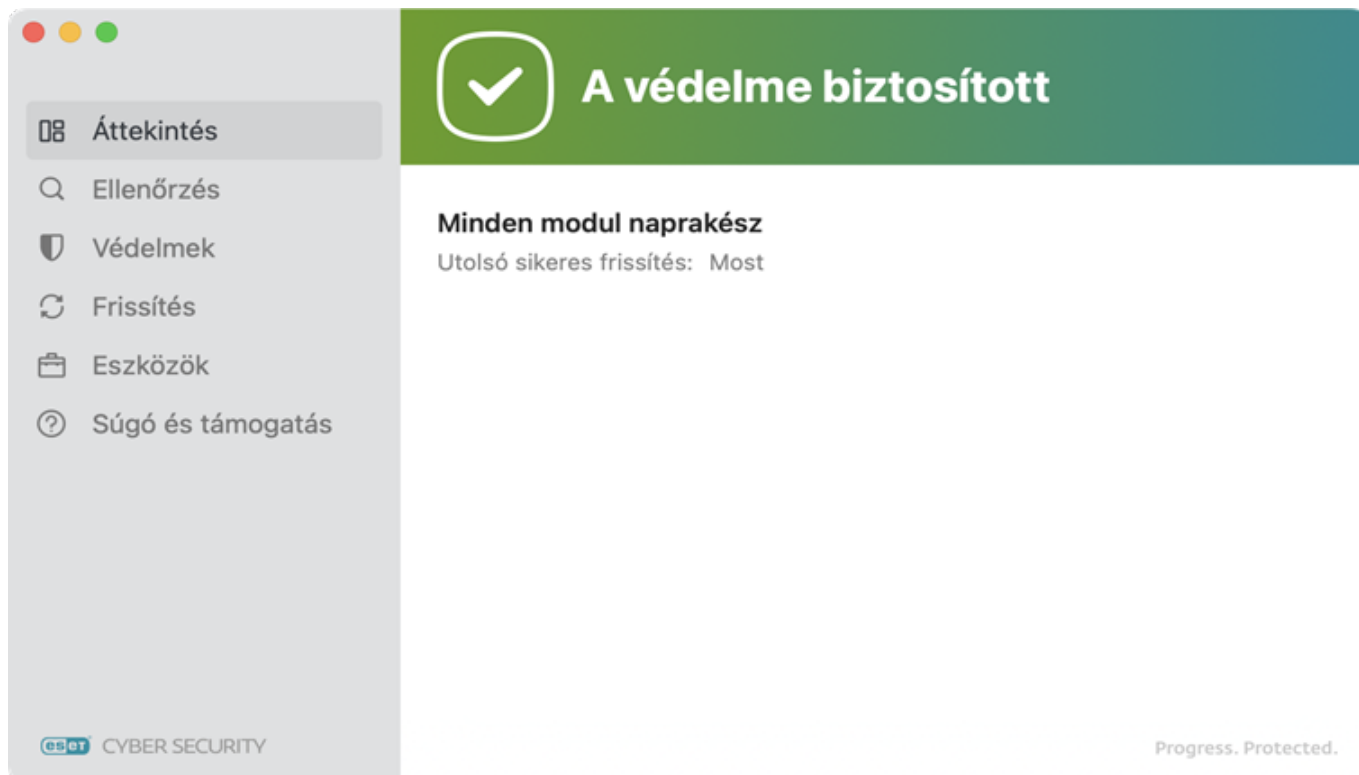 Áttekintés
Ellenőrzés
Védelmek
Frissítés
Eszközök
Súgó és támogatás
eset CYBER SECURITY
A védelme biztosított
Minden modul naprakész
Utolsó sikeres frissítés: Most
Progress. Protected.